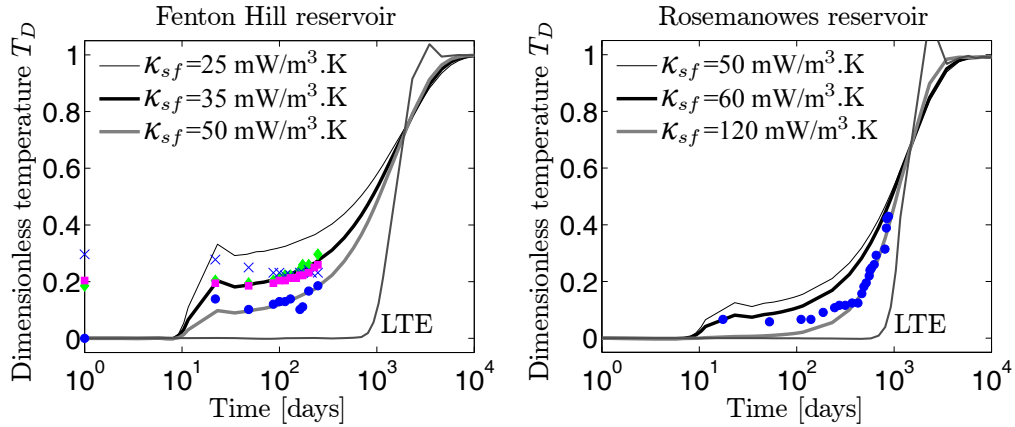 Fenton Hill reservoir
Dimensionless temperature T_D
1
0.8
0.6
0.4
0.2
0
κ_sf=25 mW/m³.K
κ_sf=35 mW/m³.K
κ_sf=50 mW/m³.K
LTE
10⁰ 10¹ 10² 10³ 10⁴
Time [days]
Rosemanowes reservoir
Dimensionless temperature T_D
1
0.8
0.6
0.4
0.2
0
κ_sf=50 mW/m³.K
κ_sf=60 mW/m³.K
κ_sf=120 mW/m³.K
LTE
10⁰ 10¹ 10² 10³ 10⁴
Time [days]